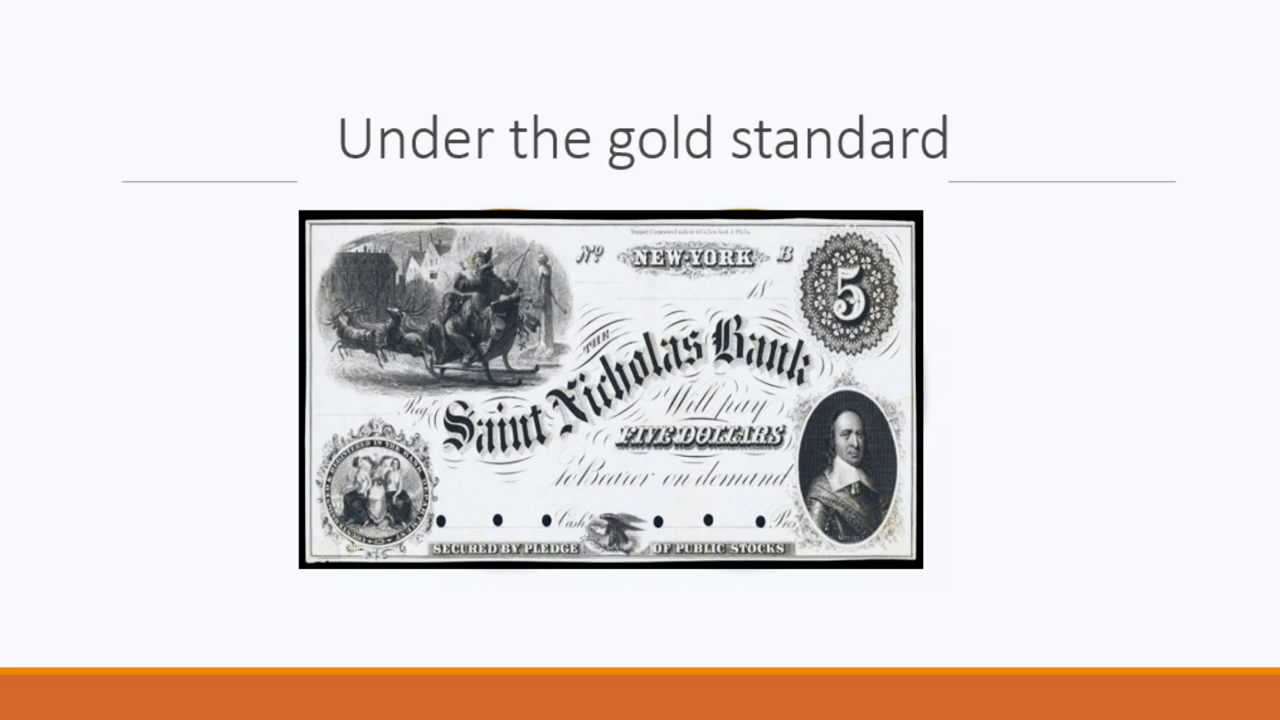 Under the gold standard
Nº NEW-YORK B
18
5
THE
Saint Nicholas Bank
Will pay
FIVE DOLLARS
to Bearer on demand
Cash
Pres
SECURED BY PLEDGE OF PUBLIC STOCKS